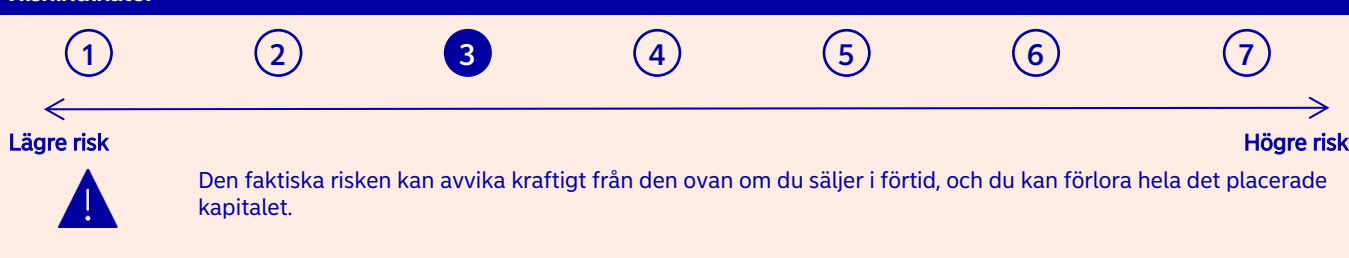 1 2 3 4 5 6 7
Lägre risk Högre risk
Den faktiska risken kan avvika kraftigt från den ovan om du säljer i förtid, och du kan förlora hela det placerade
kapitalet.